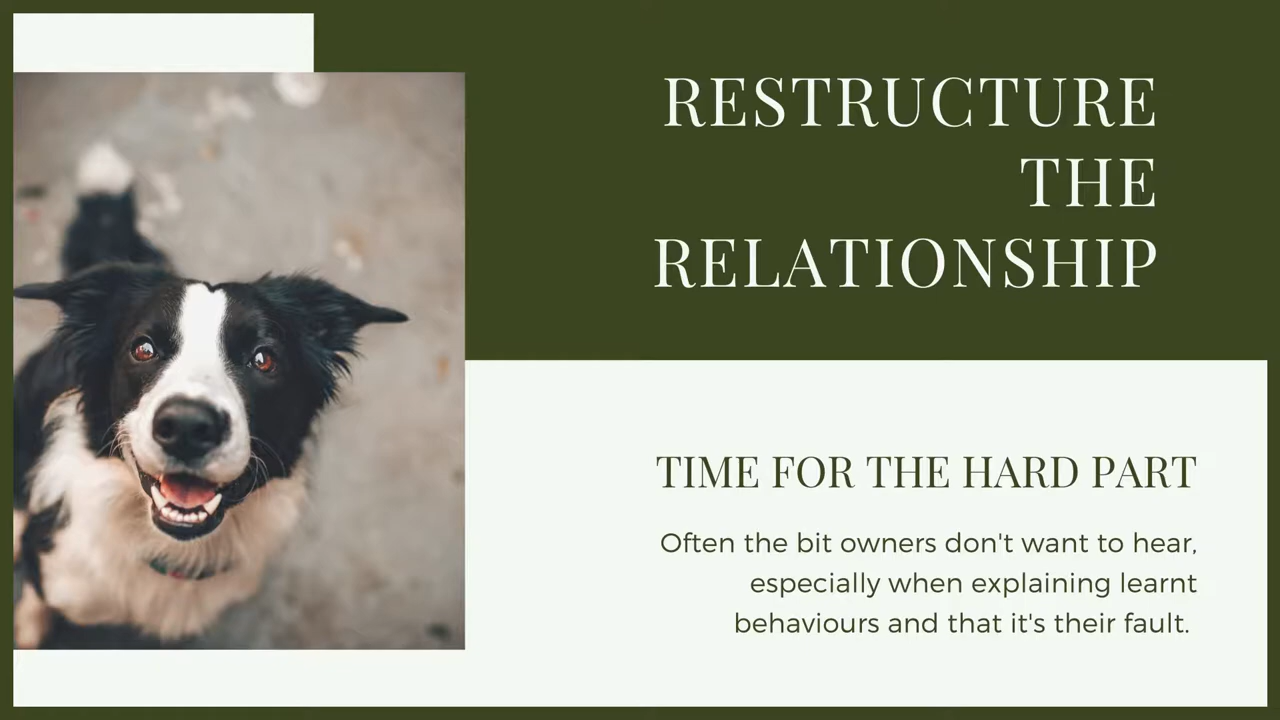 RESTRUCTURE
THE
RELATIONSHIP
TIME FOR THE HARD PART
Often the bit owners don't want to hear,
especially when explaining learnt
behaviours and that it's their fault.